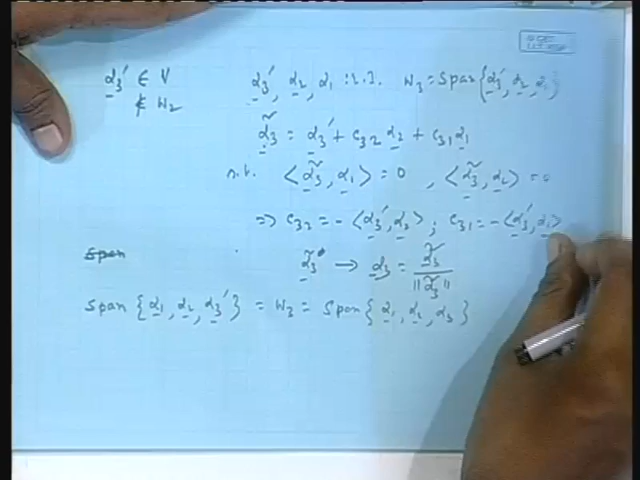 α₃′ ∈ V    α₃′, α₂, α₁ : L.I.   W₃ = Span{α₃′, α₂, α₁}
∉ W₂
α̃₃ = α₃′ + c₃₂ α₂ + c₃₁ α₁
s.t. ⟨α̃₃, α₁⟩ = 0 , ⟨α̃₃, α₂⟩ = 0
⇒ c₃₂ = -⟨α₃′, α₂⟩ ; c₃₁ = -⟨α₃′, α₁⟩
Span    α̃₃ → α₃ = α̃₃ / ||α̃₃||
Span{α₁, α₂, α₃′} = W₃ = Span{α₁, α₂, α₃}